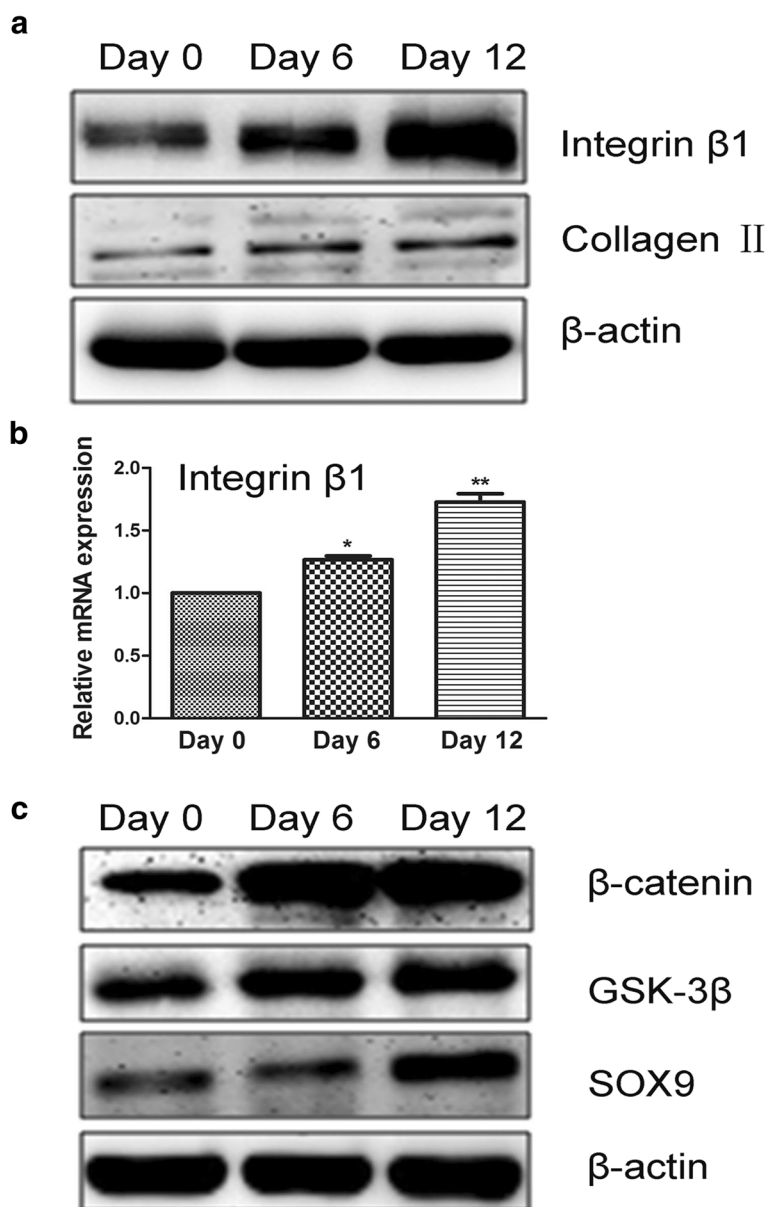 a
Day 0 Day 6 Day 12
Integrin β1
Collagen Ⅱ
β-actin
b
Relative mRNA expression
Integrin β1
2.0
1.5
1.0
0.5
0.0
*
**
Day 0 Day 6 Day 12
c
Day 0 Day 6 Day 12
β-catenin
GSK-3β
SOX9
β-actin